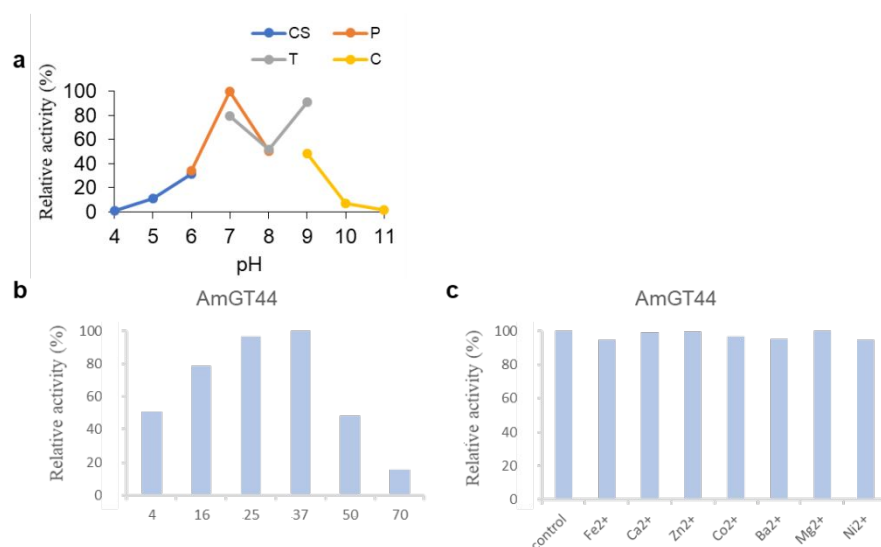 a
CS P
T C
Relative activity (%)
100
80
60
40
20
0
4 5 6 7 8 9 10 11
pH
b
AmGT44
Relative activity (%)
100
80
60
40
20
0
4 16 25 37 50 70
c
AmGT44
Relative activity (%)
100
80
60
40
20
0
control Fe2+ Ca2+ Zn2+ Co2+ Ba2+ Mg2+ Ni2+